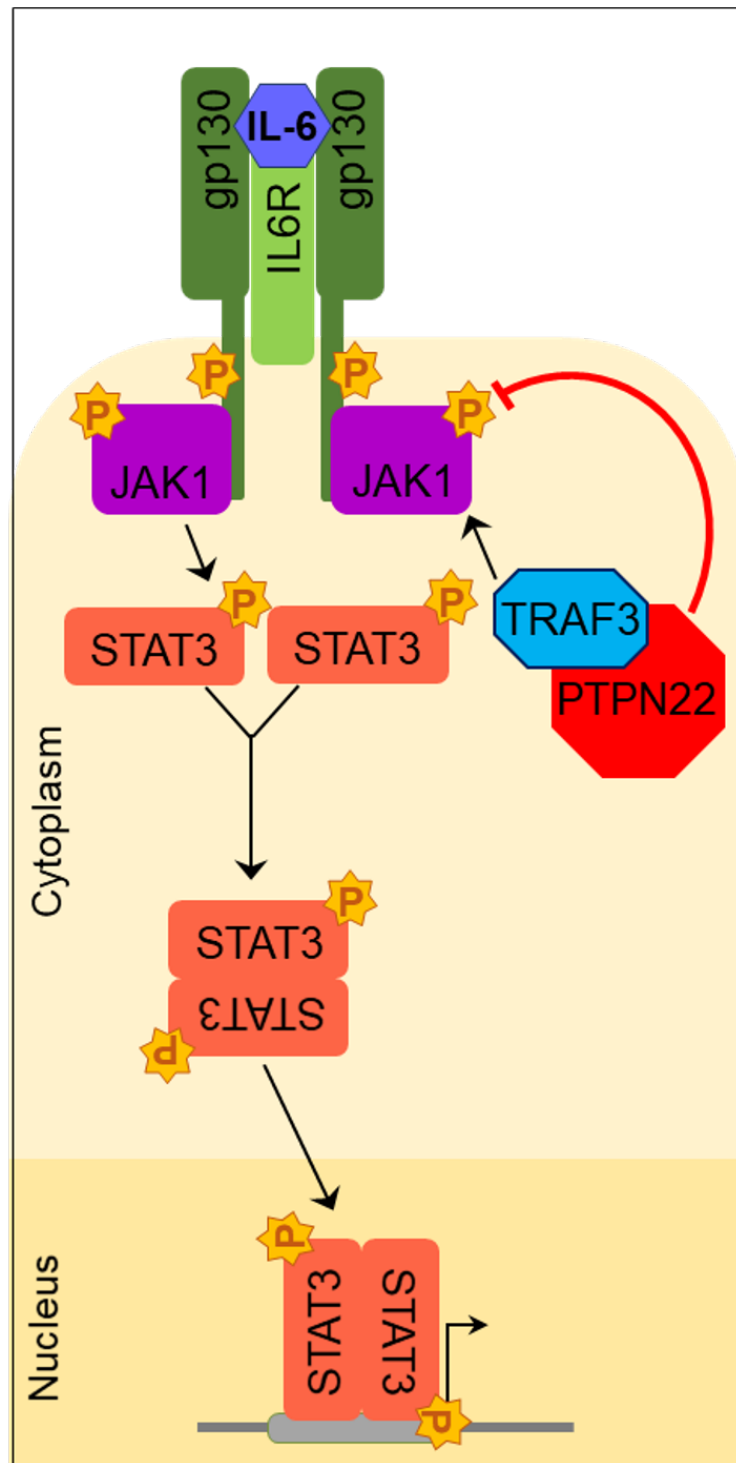 gp130
IL-6
gp130
IL6R
P
P
P
P
JAK1
JAK1
P
P
STAT3
STAT3
TRAF3
PTPN22
Cytoplasm
P
STAT3
STAT3
P
Nucleus
P
STAT3
STAT3
P